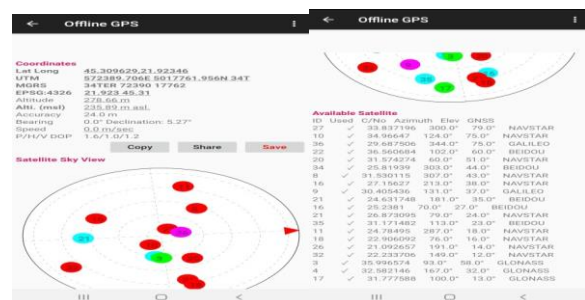 Offline GPS
Coordinates
Lat Long 45.309629,21.92346
UTM 572389.706E 5017761.956N 34T
MGRS 34TER 72390 17762
EPSG:4326 21.923 45.31
Altitude 278.66 m
Alti. (msl) 235.89 m asl.
Accuracy 24.0 m
Bearing 0.0° Declination: 5.27°
Speed 0.0 m/sec
P/H/V DOP 1.6/1.0/1.2
Copy Share Save
Satellite Sky View
Offline GPS
Available Satellite
ID Used C/No Azimuth Elev GNSS
27 ✓ 33.837196 300.0° 79.0° NAVSTAR
10 ✓ 34.96647 124.0° 75.0° NAVSTAR
36 ✓ 29.687506 344.0° 75.0° GALILEO
22 ✓ 36.560684 102.0° 60.0° BEIDOU
20 ✓ 31.574274 60.0° 51.0° NAVSTAR
34 ✓ 25.81939 303.0° 44.0° BEIDOU
8 ✓ 31.530115 307.0° 43.0° NAVSTAR
16 ✓ 27.15627 213.0° 38.0° NAVSTAR
9 ✓ 30.405436 131.0° 37.0° GALILEO
21 ✓ 24.631748 181.0° 35.0° BEIDOU
16 ✓ 25.2381 70.0° 27.0° BEIDOU
21 ✓ 26.873095 79.0° 24.0° NAVSTAR
35 ✓ 31.171482 113.0° 23.0° BEIDOU
11 ✓ 24.78495 287.0° 18.0° NAVSTAR
18 ✓ 22.906092 76.0° 16.0° NAVSTAR
26 ✓ 21.092657 191.0° 14.0° NAVSTAR
32 ✓ 22.233706 149.0° 12.0° NAVSTAR
3 ✓ 35.996574 93.0° 58.0° GLONASS
4 ✓ 32.582146 167.0° 32.0° GLONASS
17 ✓ 31.777588 100.0° 13.0° GLONASS